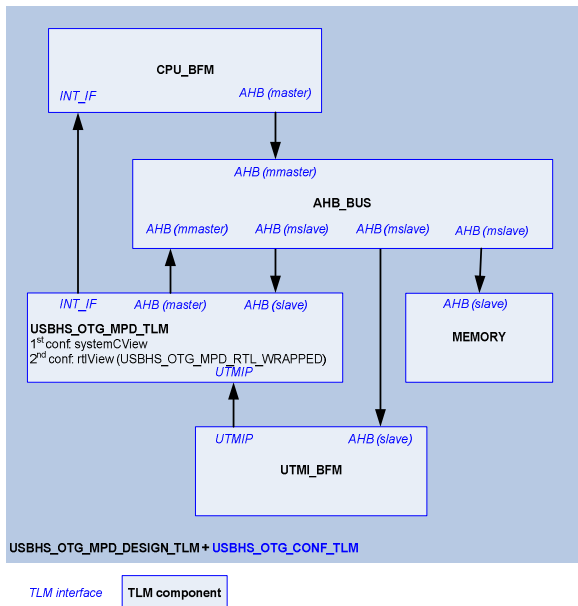 CPU_BFM
INT_IF
AHB (master)
AHB (mmaster)
AHB_BUS
AHB (mmaster) AHB (mslave) AHB (mslave) AHB (mslave)
INT_IF AHB (master) AHB (slave)
USBHS_OTG_MPD_TLM
1st conf: systemCView
2nd conf: rtlView (USBHS_OTG_MPD_RTL_WRAPPED)
UTMIP
AHB (slave)
MEMORY
UTMIP AHB (slave)
UTMI_BFM
USBHS_OTG_MPD_DESIGN_TLM + USBHS_OTG_CONF_TLM
TLM interface TLM component